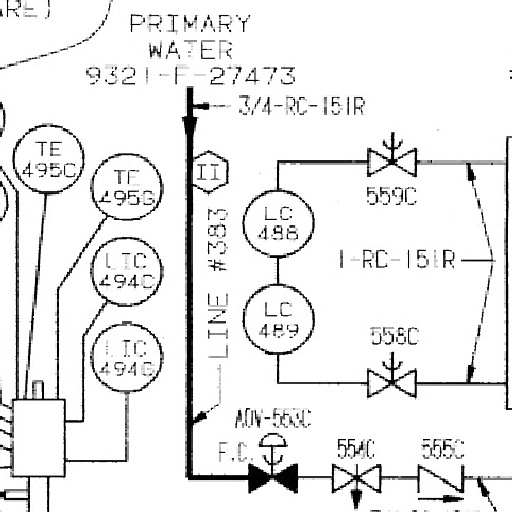 ARE)
PRIMARY
WATER
9321-F-27473
3/4-RC-151R
TE
495C
TE
495G
II
LIC
494C
LIC
494G
LINE #383
LC
488
LC
489
559C
1-RC-151R
558C
AOV-553C
F.C.
554C
555C